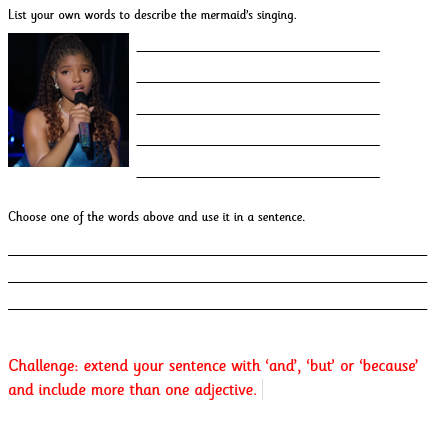 List your own words to describe the mermaid's singing.
Choose one of the words above and use it in a sentence.
Challenge: extend your sentence with 'and', 'but' or 'because'
and include more than one adjective.